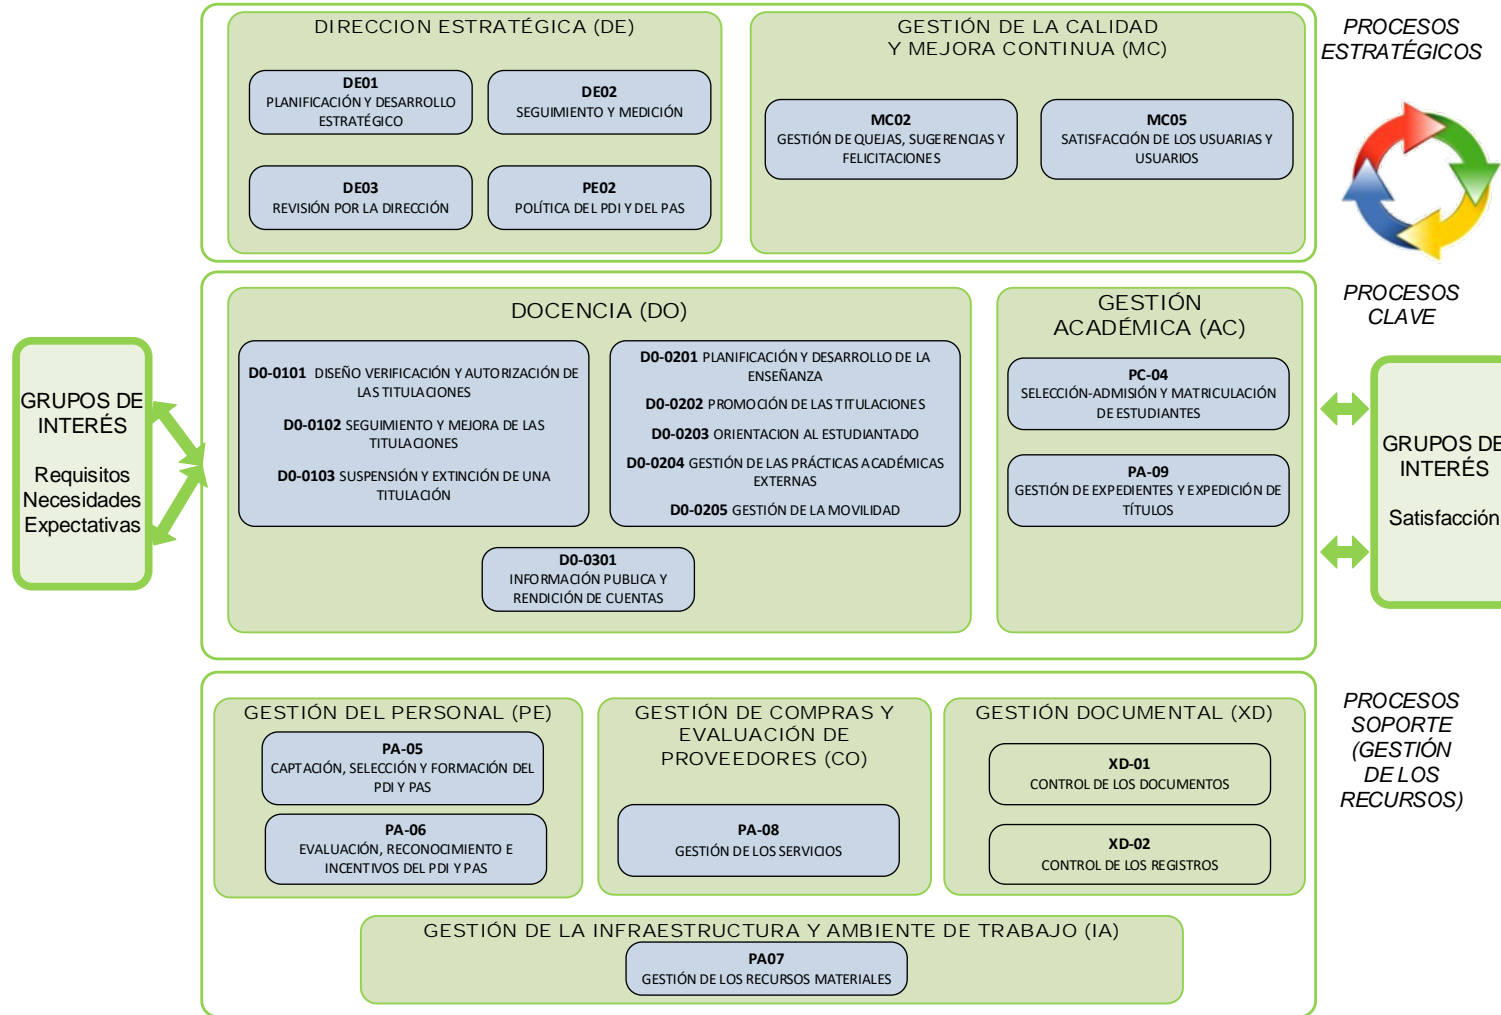 DIRECCION ESTRATÉGICA (DE)
DE01
PLANIFICACIÓN Y DESARROLLO
ESTRATÉGICO
DE02
SEGUIMIENTO Y MEDICIÓN
DE03
REVISIÓN POR LA DIRECCIÓN
PE02
POLÍTICA DEL PDI Y DEL PAS
GESTIÓN DE LA CALIDAD
Y MEJORA CONTINUA (MC)
MC02
GESTIÓN DE QUEJAS, SUGERENCIAS Y
FELICITACIONES
MC05
SATISFACCIÓN DE LOS USUARIAS Y
USUARIOS
PROCESOS
ESTRATÉGICOS
GRUPOS DE
INTERÉS
Requisitos
Necesidades
Expectativas
DOCENCIA (DO)
D0-0101 DISEÑO VERIFICACIÓN Y AUTORIZACIÓN DE
LAS TITULACIONES
D0-0102 SEGUIMIENTO Y MEJORA DE LAS
TITULACIONES
D0-0103 SUSPENSIÓN Y EXTINCIÓN DE UNA
TITULACIÓN
D0-0201 PLANIFICACIÓN Y DESARROLLO DE LA
ENSEÑANZA
D0-0202 PROMOCIÓN DE LAS TITULACIONES
D0-0203 ORIENTACION AL ESTUDIANTADO
D0-0204 GESTIÓN DE LAS PRÁCTICAS ACADÉMICAS
EXTERNAS
D0-0205 GESTIÓN DE LA MOVILIDAD
D0-0301
INFORMACIÓN PUBLICA Y
RENDICIÓN DE CUENTAS
GESTIÓN
ACADÉMICA (AC)
PC-04
SELECCIÓN-ADMISIÓN Y MATRICULACIÓN
DE ESTUDIANTES
PA-09
GESTIÓN DE EXPEDIENTES Y EXPEDICIÓN DE
TÍTULOS
PROCESOS
CLAVE
GRUPOS DE
INTERÉS
Satisfacción
GESTIÓN DEL PERSONAL (PE)
PA-05
CAPTACIÓN, SELECCIÓN Y FORMACIÓN DEL
PDI Y PAS
PA-06
EVALUACIÓN, RECONOCIMIENTO E
INCENTIVOS DEL PDI Y PAS
GESTIÓN DE COMPRAS Y
EVALUACIÓN DE
PROVEEDORES (CO)
PA-08
GESTIÓN DE LOS SERVICIOS
GESTIÓN DOCUMENTAL (XD)
XD-01
CONTROL DE LOS DOCUMENTOS
XD-02
CONTROL DE LOS REGISTROS
PROCESOS
SOPORTE
(GESTIÓN
DE LOS
RECURSOS)
GESTIÓN DE LA INFRAESTRUCTURA Y AMBIENTE DE TRABAJO (IA)
PA07
GESTIÓN DE LOS RECURSOS MATERIALES